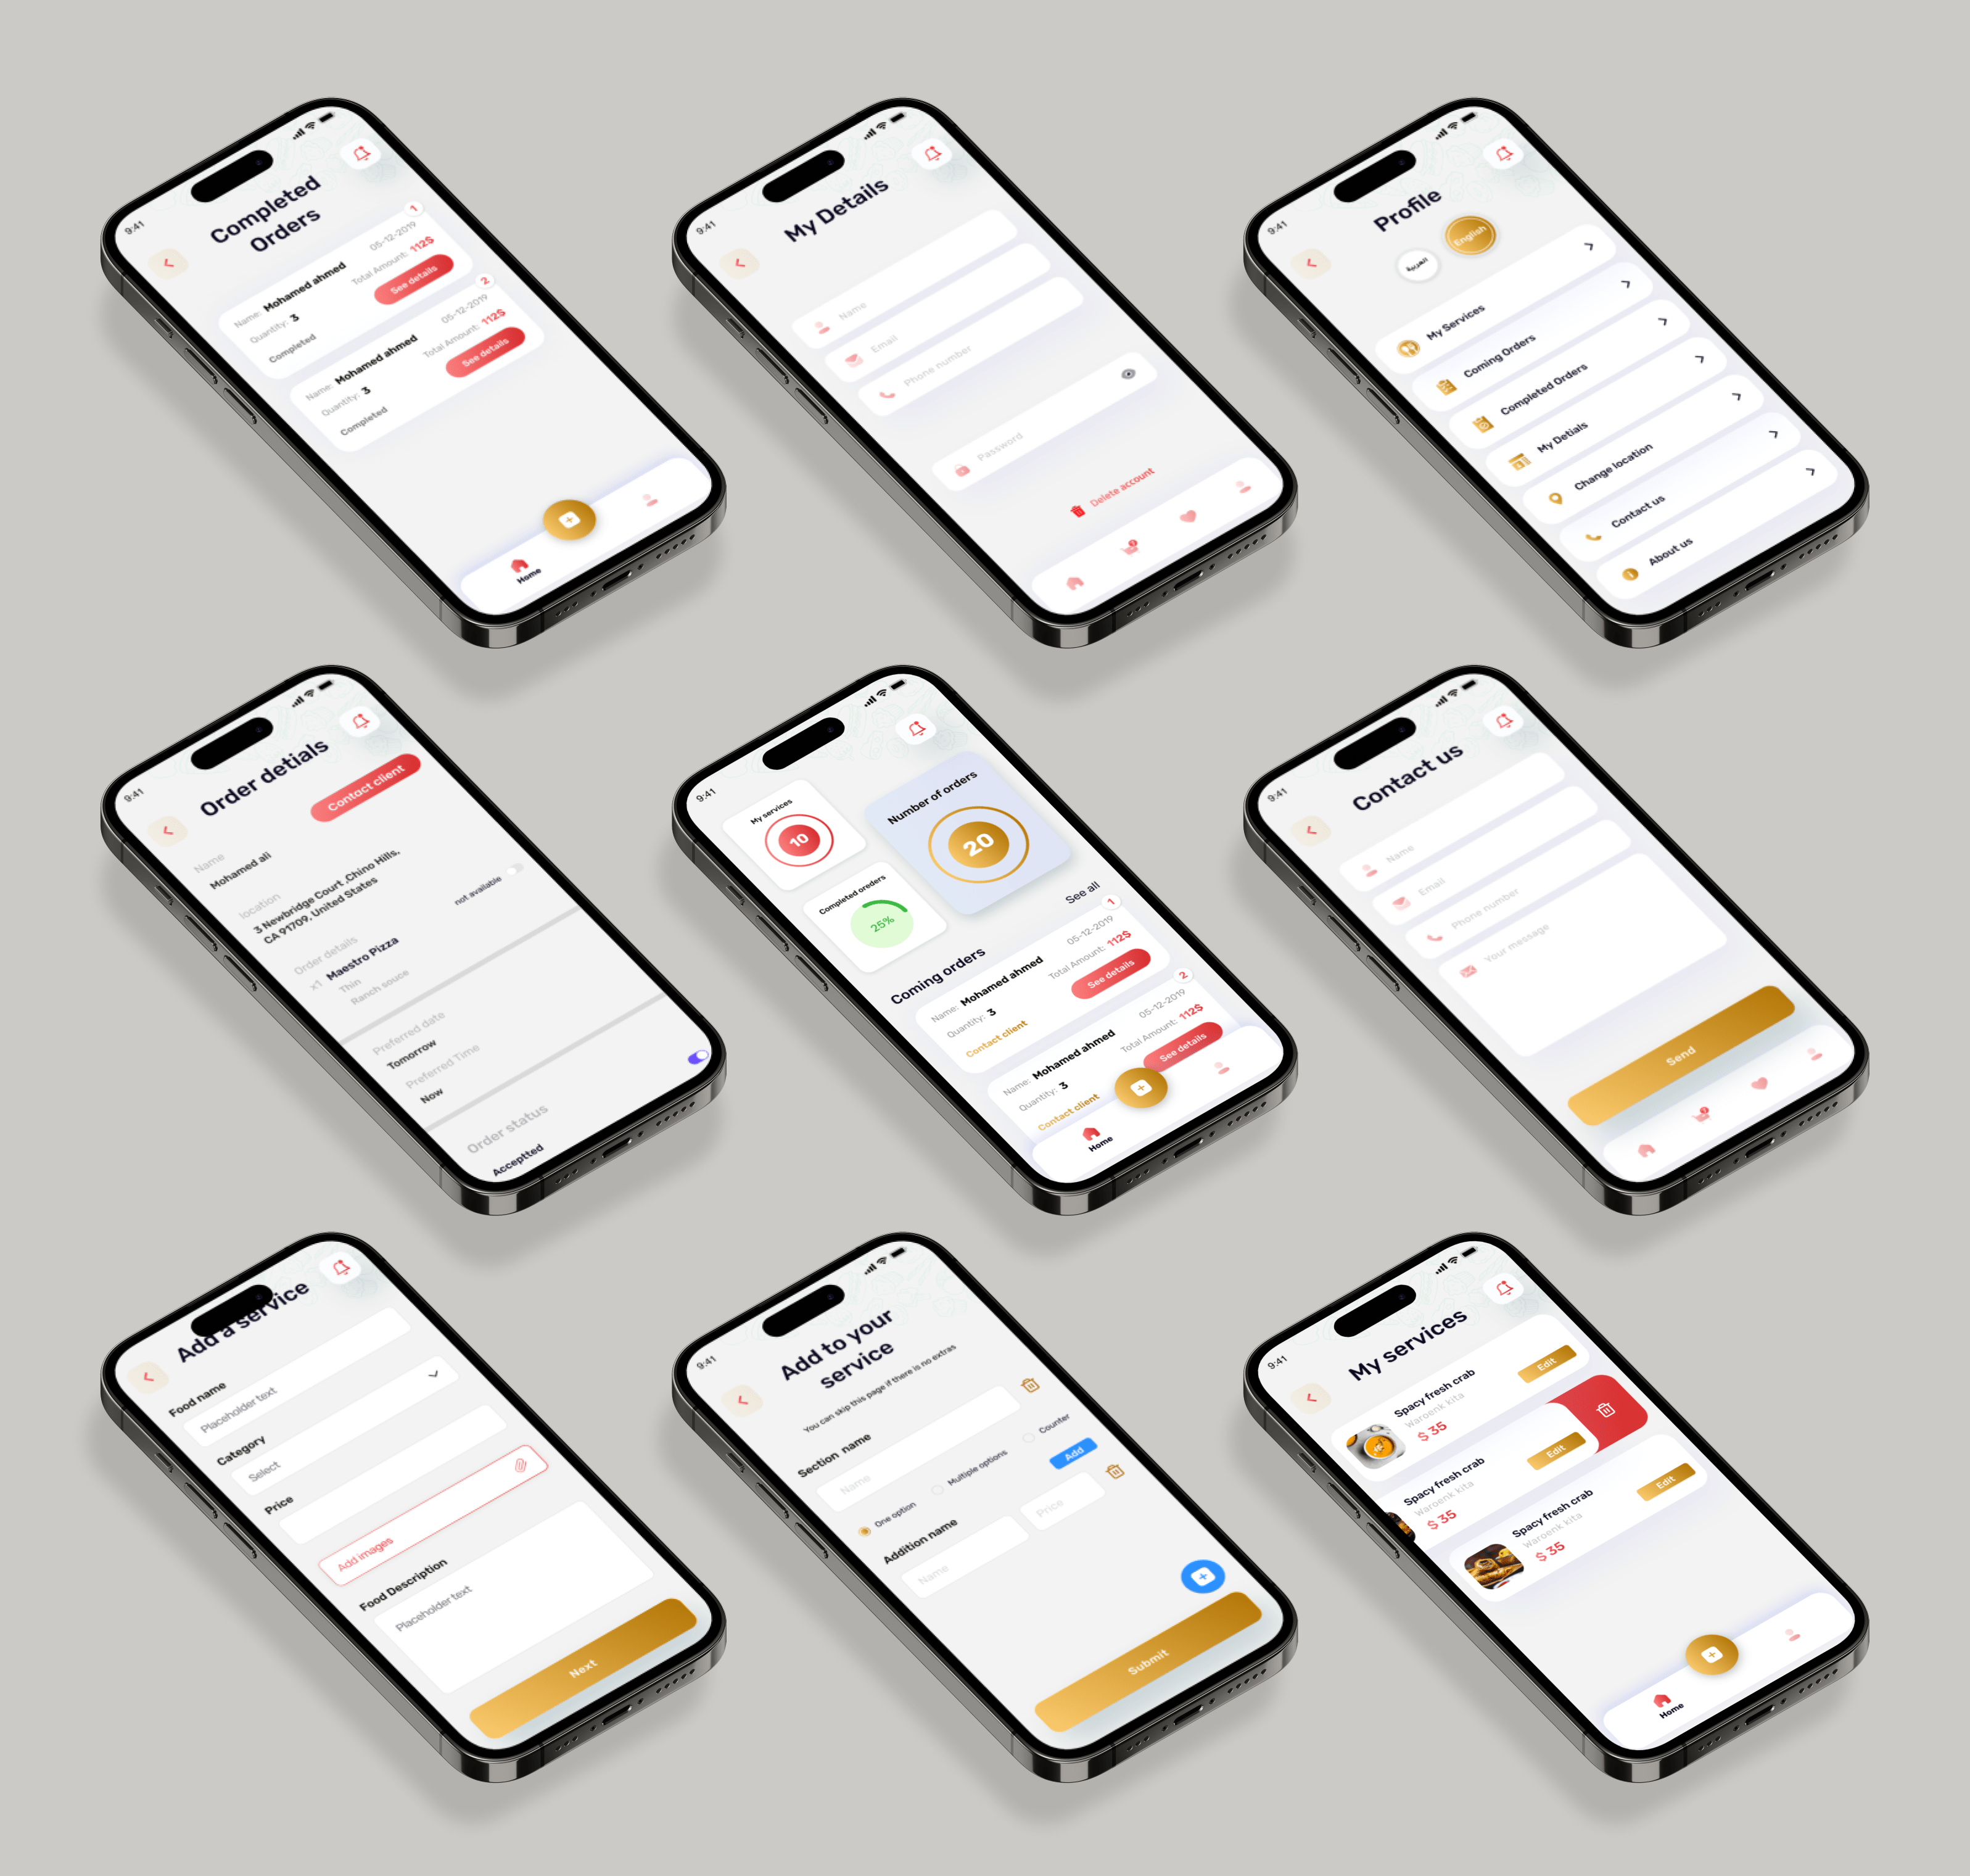 9:41
Completed
Orders
1
05-12-2019
Name: Mohamed ahmed
Total Amount: 112$
Quantity: 3
See details
Completed
2
05-12-2019
Name: Mohamed ahmed
Total Amount: 112$
Quantity: 3
See details
Completed
Home
9:41
My Details
Name
Email
Phone number
Password
Delete account
9:41
Profile
العربية
English
My Services
Coming Orders
Completed Orders
My Detials
Change location
Contact us
About us
9:41
Order detials
Contact client
Name
Mohamed ali
location
3 Newbridge Court ,Chino Hills,
CA 91709, United States
Order details
not available
x1 Maestro Pizza
Thin
Ranch souce
Preferred date
Tomorrow
Preferred Time
Now
Order status
Acceptted
9:41
My services
10
Number of orders
20
Completed oreders
25%
Coming orders
See all
1
05-12-2019
Name: Mohamed ahmed
Total Amount: 112$
Quantity: 3
See details
Contact client
2
05-12-2019
Name: Mohamed ahmed
Total Amount: 112$
Quantity: 3
See details
Contact client
Home
9:41
Contact us
Name
Email
Phone number
Your message
Send
Add a service
Food name
Placeholder text
Category
Select
Price
Add images
Food Description
Placeholder text
Next
9:41
Add to your
service
You can skip this page if there is no extras
Section name
Name
One option
Multiple options
Counter
Add
Addition name
Name
Price
Submit
9:41
My services
Spacy fresh crab
Waroenk kita
$ 35
Edit
Spacy fresh crab
Waroenk kita
$ 35
Edit
Spacy fresh crab
Waroenk kita
$ 35
Edit
Home